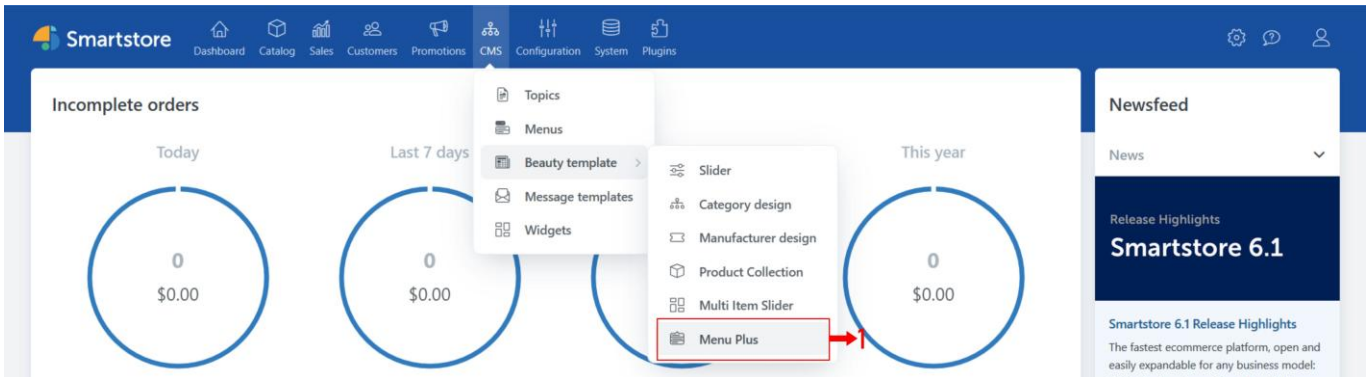 Smartstore
Dashboard Catalog Sales Customers Promotions CMS Configuration System Plugins
Incomplete orders
Today
0
$0.00
Last 7 days
0
$0.00
This year
0
$0.00
Topics
Menus
Beauty template
Message templates
Widgets
Slider
Category design
Manufacturer design
Product Collection
Multi Item Slider
Menu Plus
1
Newsfeed
News
Release Highlights
Smartstore 6.1
Smartstore 6.1 Release Highlights
The fastest ecommerce platform, open and
easily expandable for any business model: